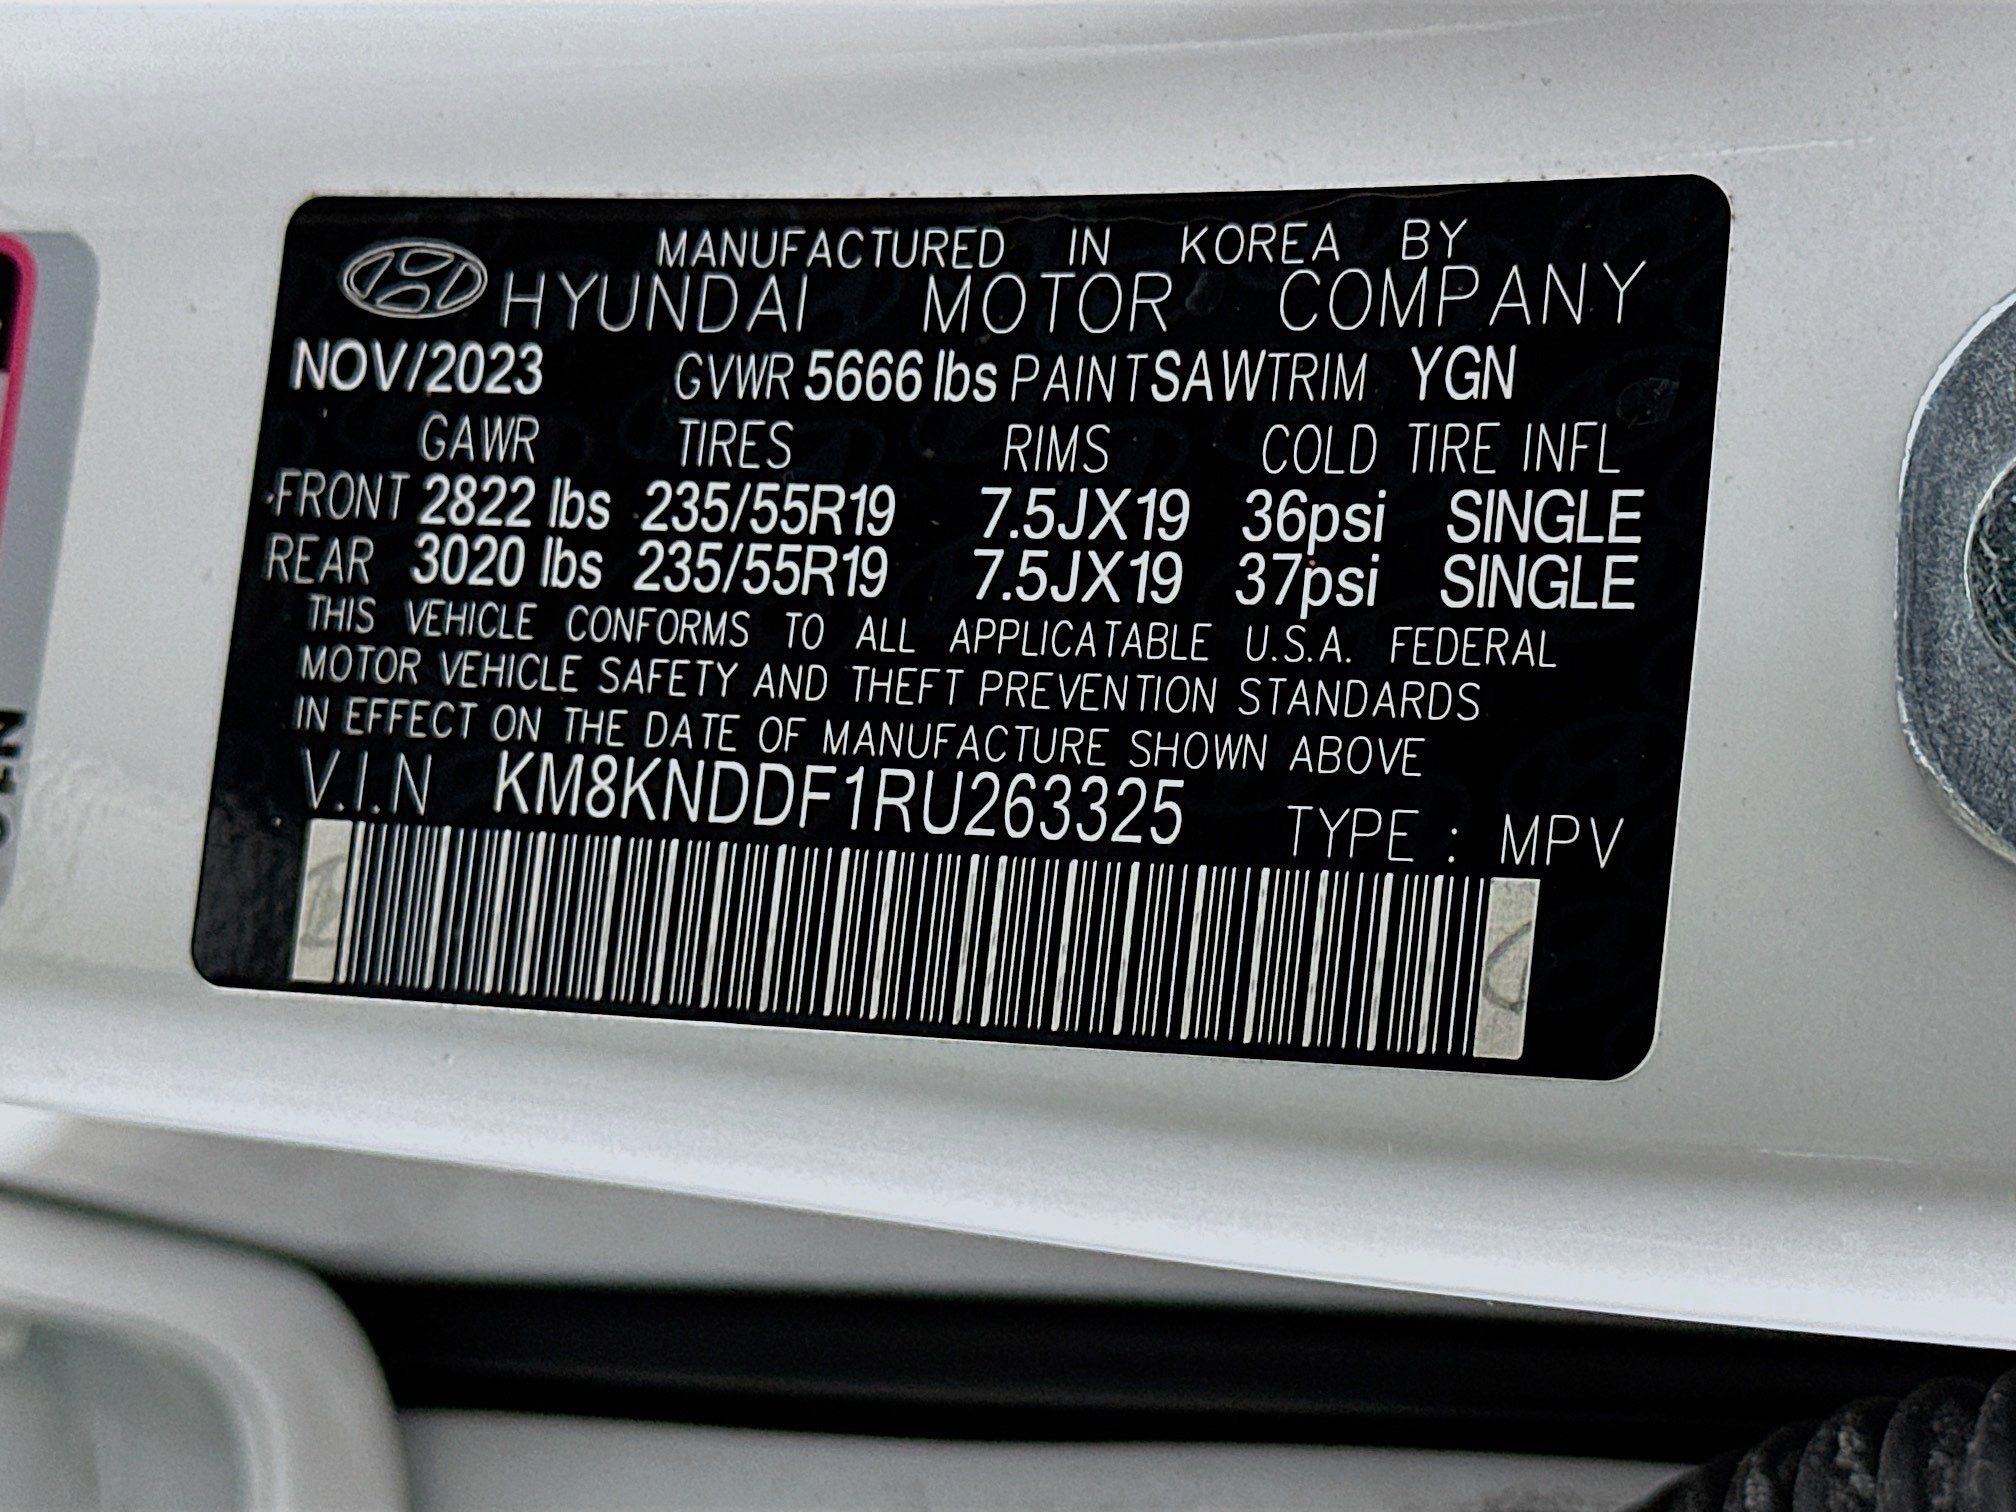 MANUFACTURED IN KOREA BY
HYUNDAI MOTOR COMPANY
NOV/2023 GVWR 5666 lbs PAINT SAW TRIM YGN
GAWR TIRES RIMS COLD TIRE INFL
FRONT 2822 lbs 235/55R19 7.5JX19 36psi SINGLE
REAR 3020 lbs 235/55R19 7.5JX19 37psi SINGLE
THIS VEHICLE CONFORMS TO ALL APPLICATABLE U.S.A. FEDERAL
MOTOR VEHICLE SAFETY AND THEFT PREVENTION STANDARDS
IN EFFECT ON THE DATE OF MANUFACTURE SHOWN ABOVE
V.I.N KM8KNDDF1RU263325 TYPE : MPV